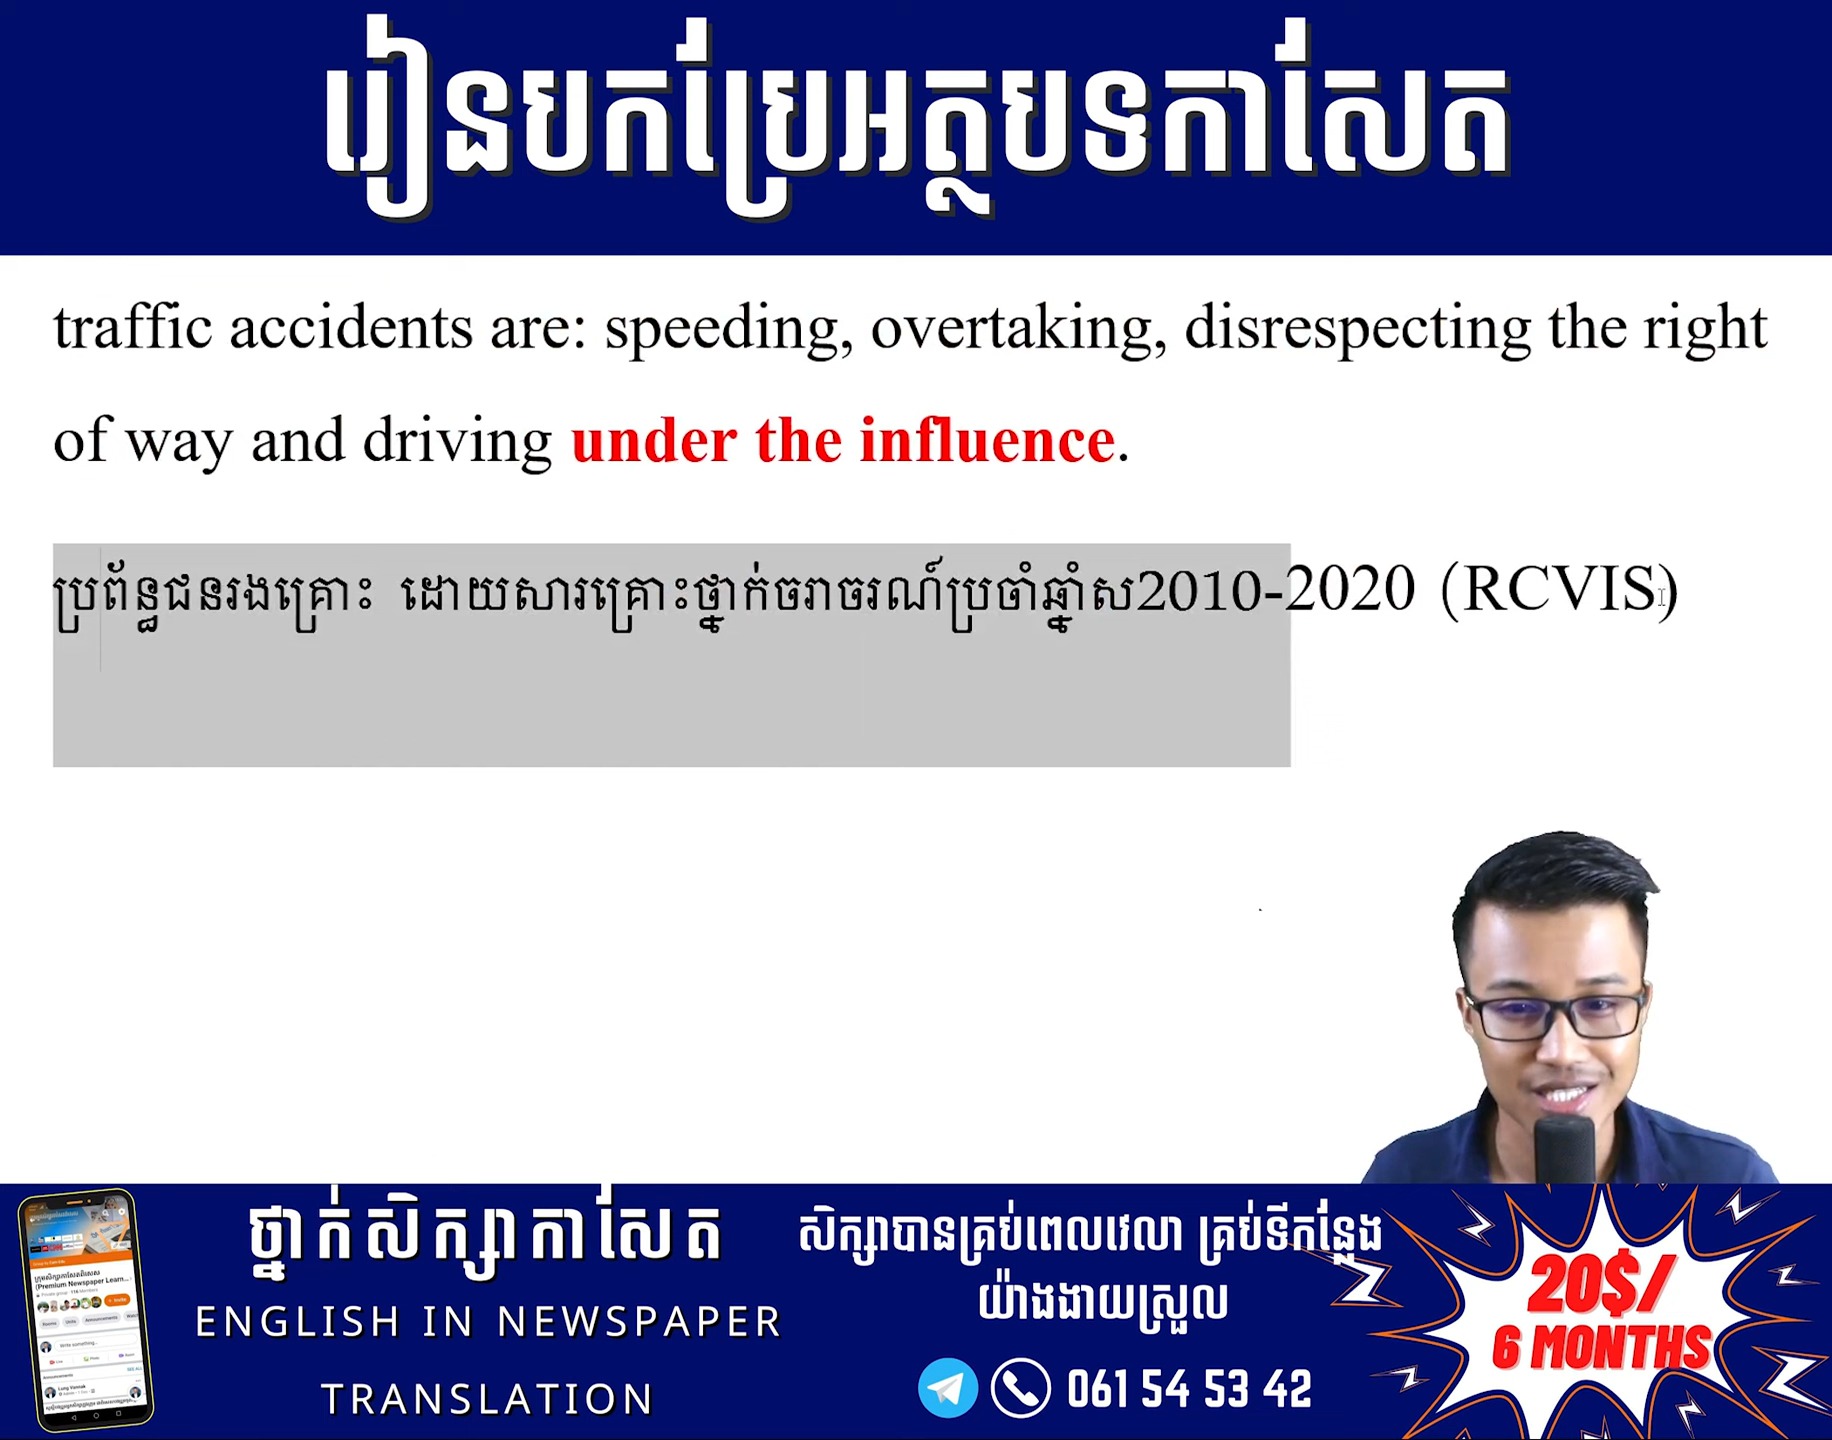 រៀនបកប្រែអត្ថបទកាសែត
traffic accidents are: speeding, overtaking, disrespecting the right
of way and driving under the influence.
ប្រព័ន្ធជនរងគ្រោះ ដោយសារគ្រោះថ្នាក់ចរាចរណ៍ប្រចាំឆ្នាំស2010-2020 (RCVIS)
ថ្នាក់សិក្សាកាសែត
ENGLISH IN NEWSPAPER
TRANSLATION
សិក្សាបានគ្រប់ពេលវេលា គ្រប់ទីកន្លែង
យ៉ាងងាយស្រួល
061 54 53 42
20$/
6 MONTHS
(Premium Newspaper Learn...